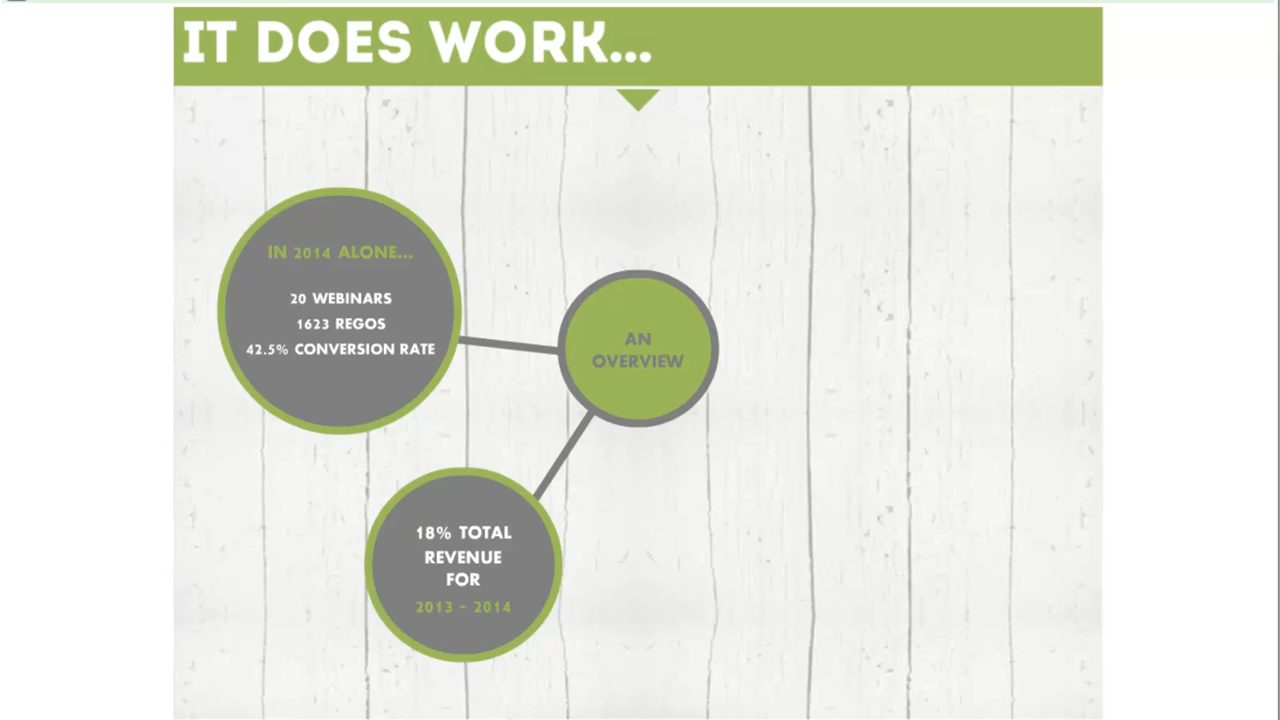 IT DOES WORK...
IN 2014 ALONE...
20 WEBINARS
1623 REGOS
42.5% CONVERSION RATE
AN
OVERVIEW
18% TOTAL
REVENUE
FOR
2013 - 2014